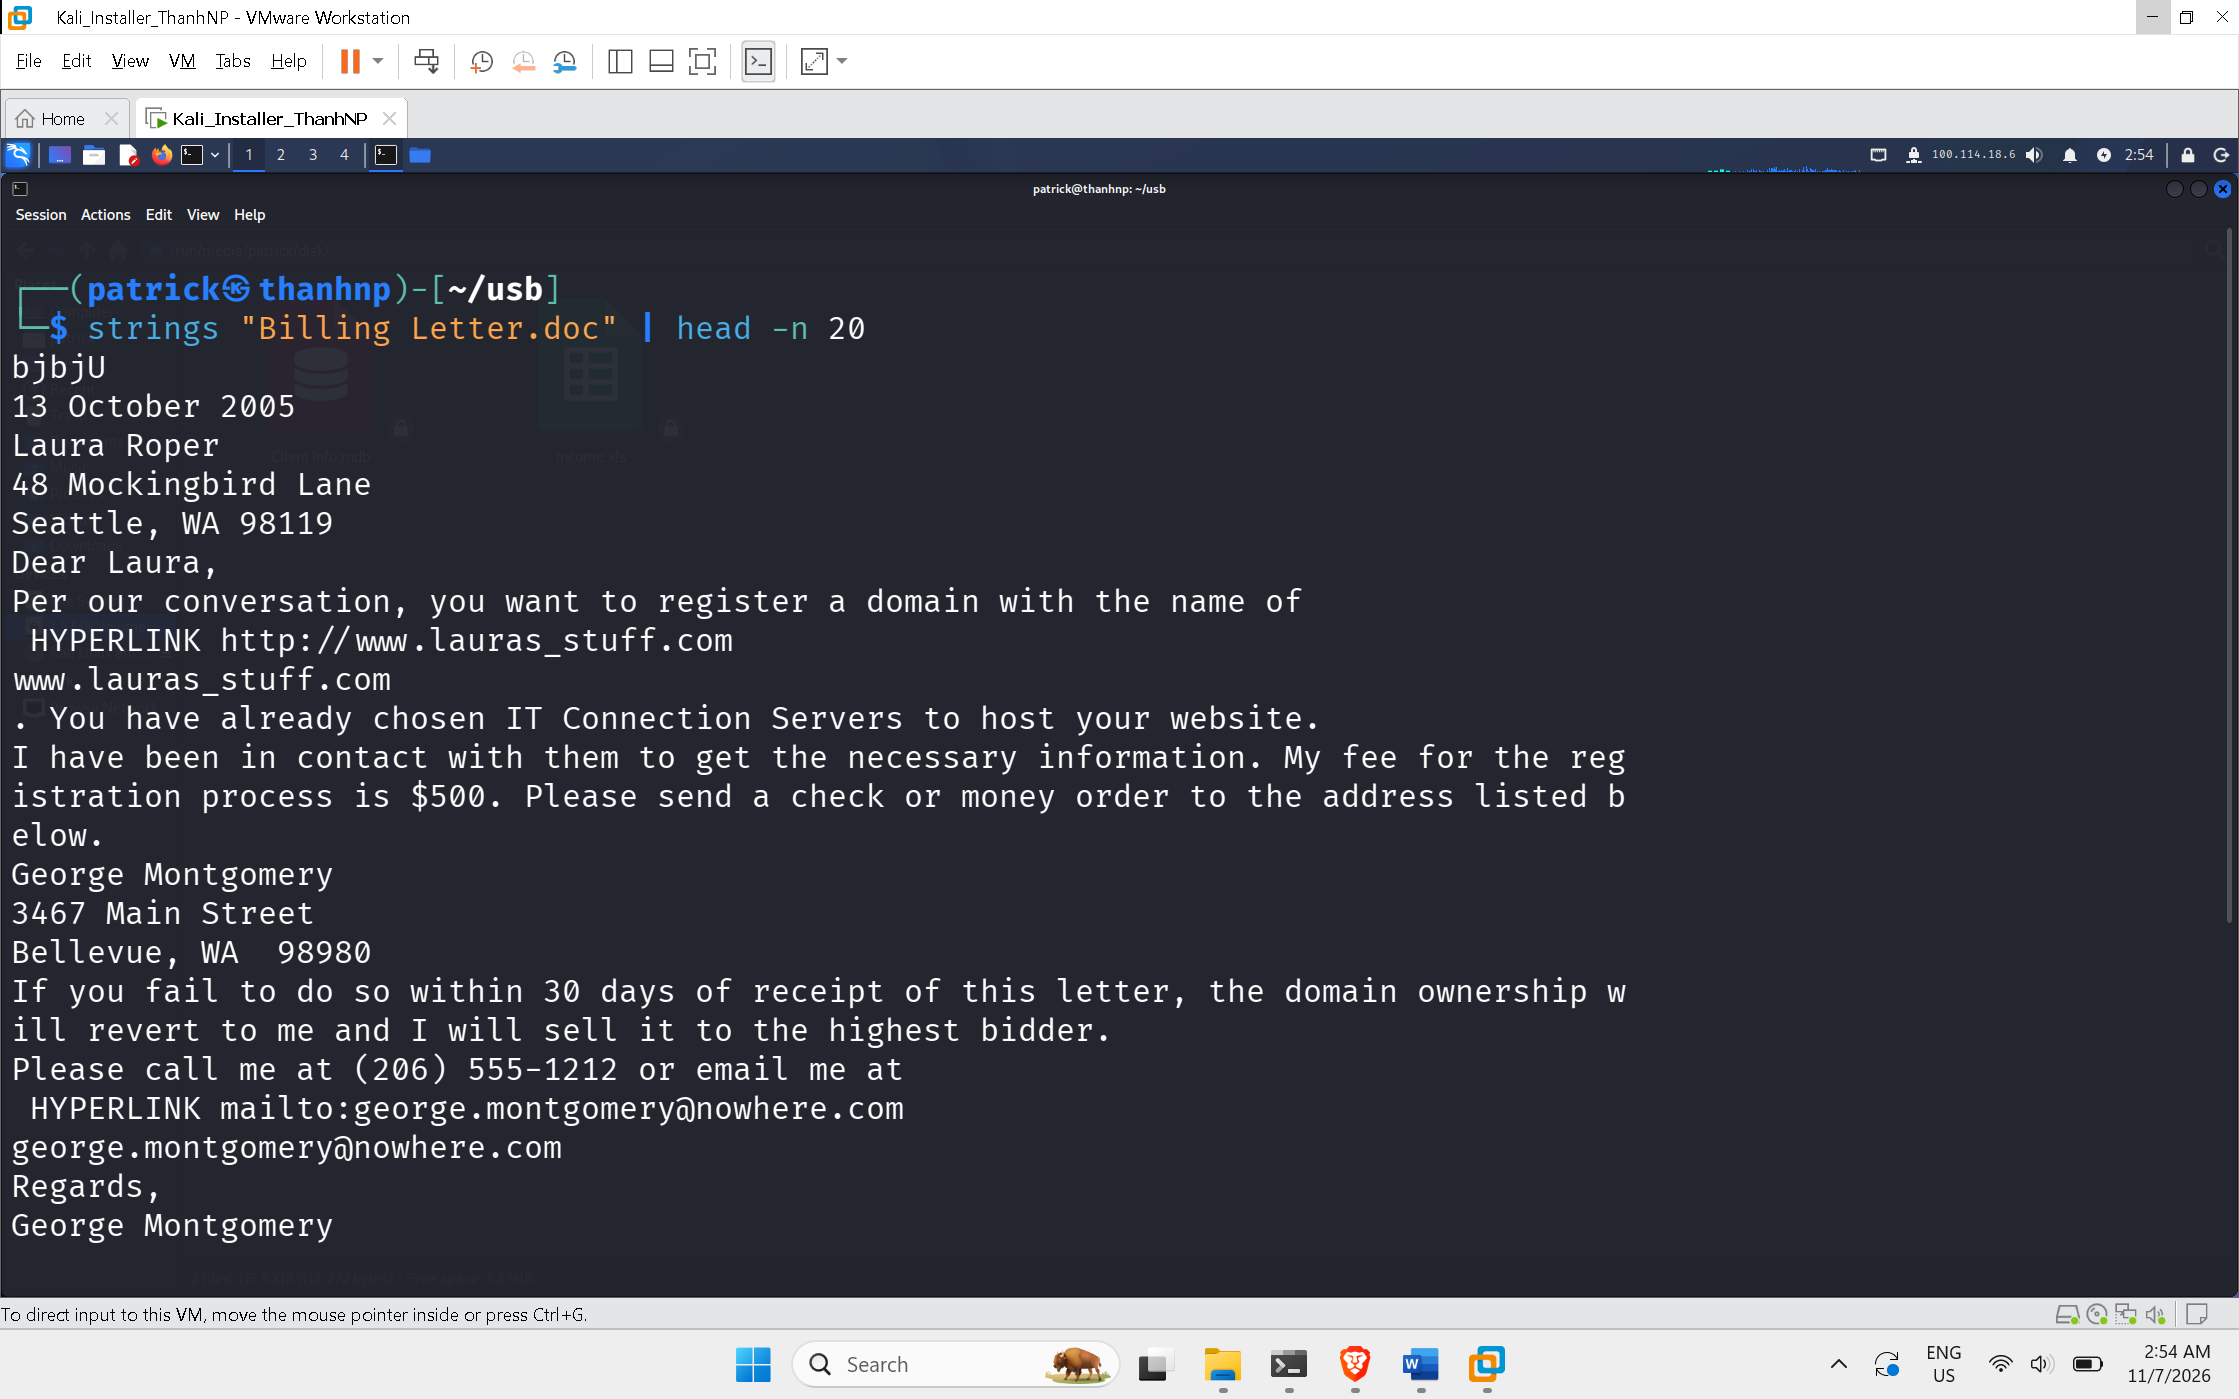 Kali_Installer_ThanhNP - VMware Workstation
File Edit View VM Tabs Help
Home Kali_Installer_ThanhNP
1 2 3 4 100.114.18.6 2:54
patrick@thanhnp: ~/usb
Session Actions Edit View Help
/run/media/patrick/disk/
┌──(patrick㉿thanhnp)-[~/usb]
└─$ strings "Billing Letter.doc" | head -n 20
bjbjU
13 October 2005
Laura Roper
Client Info.mdb Income.xls
48 Mockingbird Lane
Seattle, WA 98119
Dear Laura,
Per our conversation, you want to register a domain with the name of
HYPERLINK http://www.lauras_stuff.com
www.lauras_stuff.com
. You have already chosen IT Connection Servers to host your website.
I have been in contact with them to get the necessary information. My fee for the reg
istration process is $500. Please send a check or money order to the address listed b
elow.
George Montgomery
3467 Main Street
Bellevue, WA  98980
If you fail to do so within 30 days of receipt of this letter, the domain ownership w
ill revert to me and I will sell it to the highest bidder.
Please call me at (206) 555-1212 or email me at
HYPERLINK mailto:george.montgomery@nowhere.com
george.montgomery@nowhere.com
Regards,
George Montgomery
To direct input to this VM, move the mouse pointer inside or press Ctrl+G.
Search
ENG
US
2:54 AM
11/7/2026